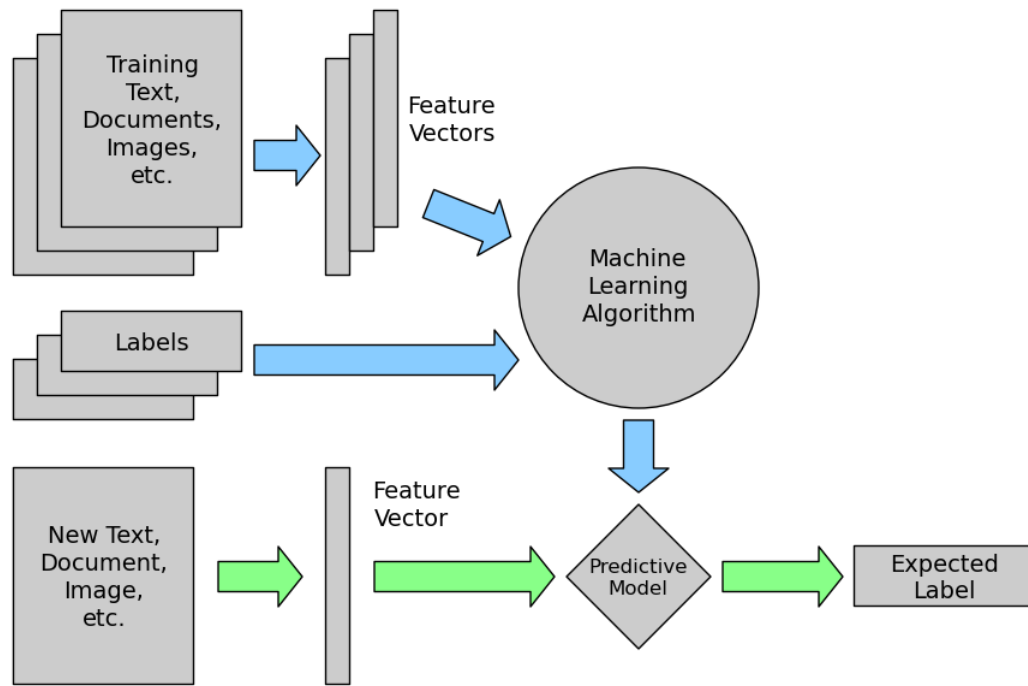 Training
Text,
Documents,
Images,
etc.
Feature
Vectors
Machine
Learning
Algorithm
Labels
New Text,
Document,
Image,
etc.
Feature
Vector
Predictive
Model
Expected
Label